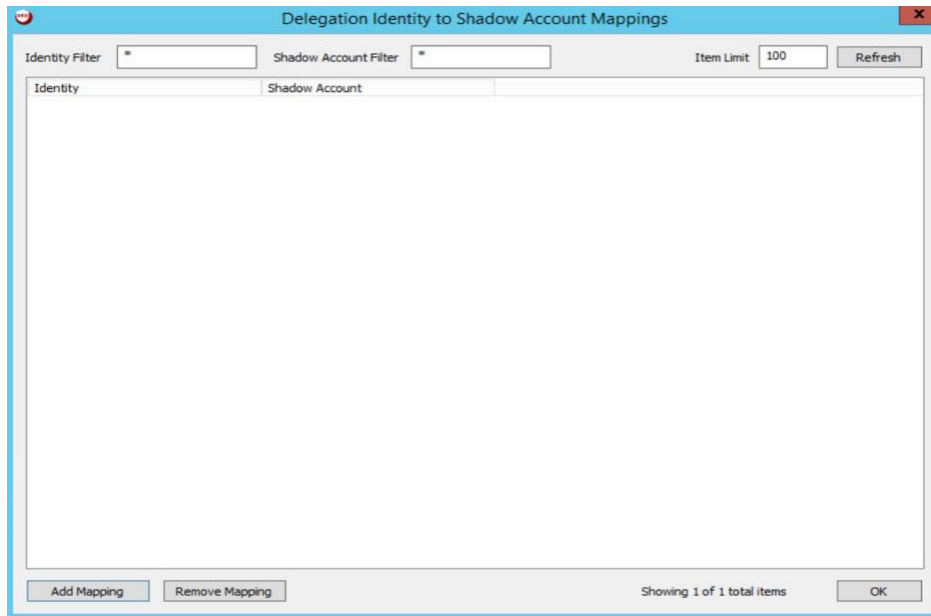 Delegation Identity to Shadow Account Mappings
Identity Filter * Shadow Account Filter * Item Limit 100 Refresh
Identity Shadow Account
Add Mapping Remove Mapping Showing 1 of 1 total items OK